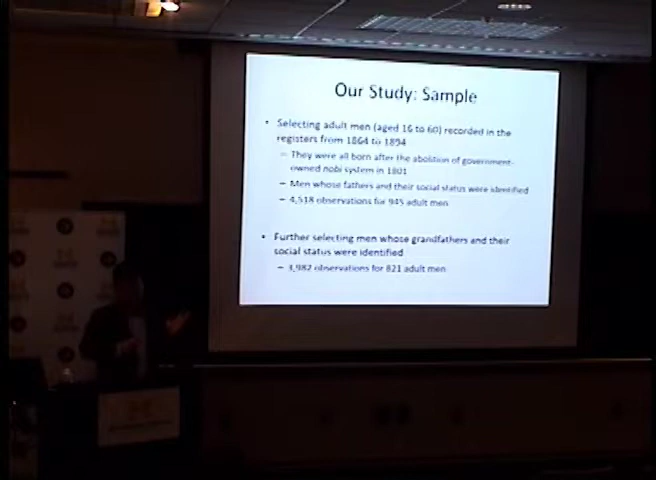 Our Study: Sample
• Selecting adult men (aged 16 to 60) recorded in the
registers from 1864 to 1894
– They were all born after the abolition of government-
owned nobi system in 1801
– Men whose fathers and their social status were identified
– 4,518 observations for 945 adult men
• Further selecting men whose grandfathers and their
social status were identified
– 3,982 observations for 821 adult men